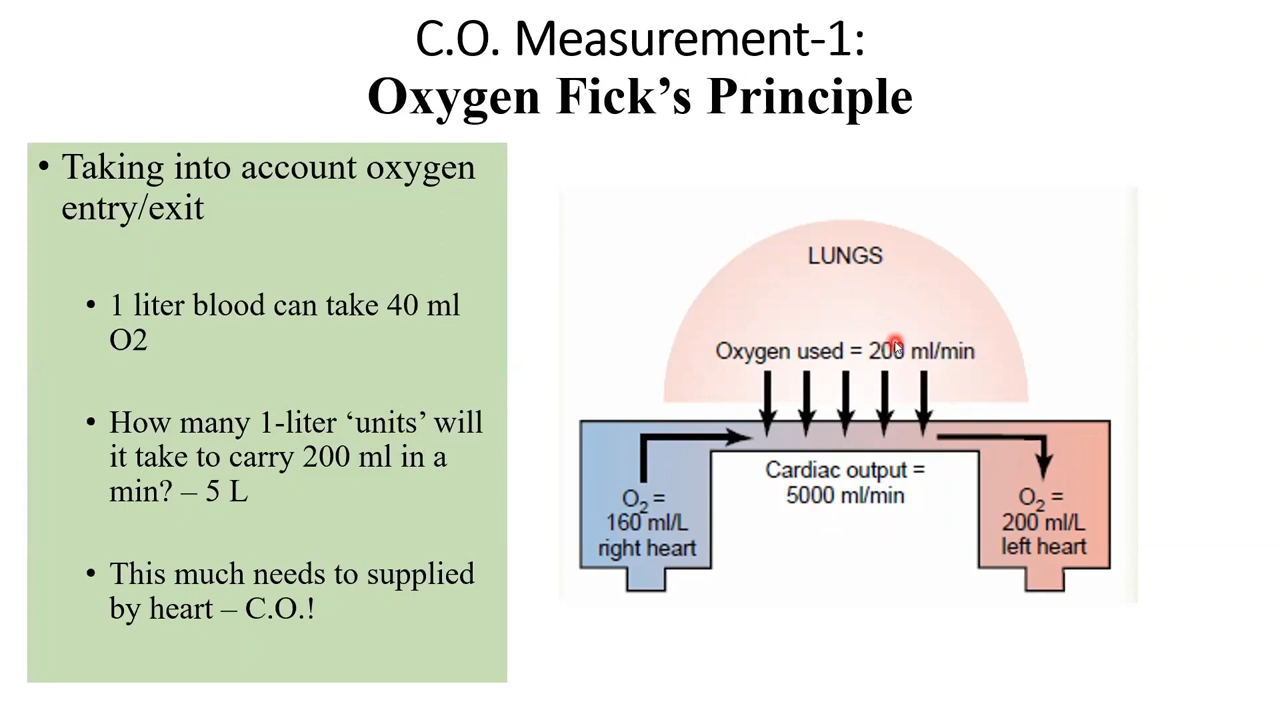 C.O. Measurement-1:
Oxygen Fick’s Principle
• Taking into account oxygen
entry/exit
• 1 liter blood can take 40 ml
O2
• How many 1-liter ‘units’ will
it take to carry 200 ml in a
min? – 5 L
• This much needs to supplied
by heart – C.O.!
LUNGS
Oxygen used = 200 ml/min
Cardiac output =
5000 ml/min
O2 =
160 ml/L
right heart
O2 =
200 ml/L
left heart